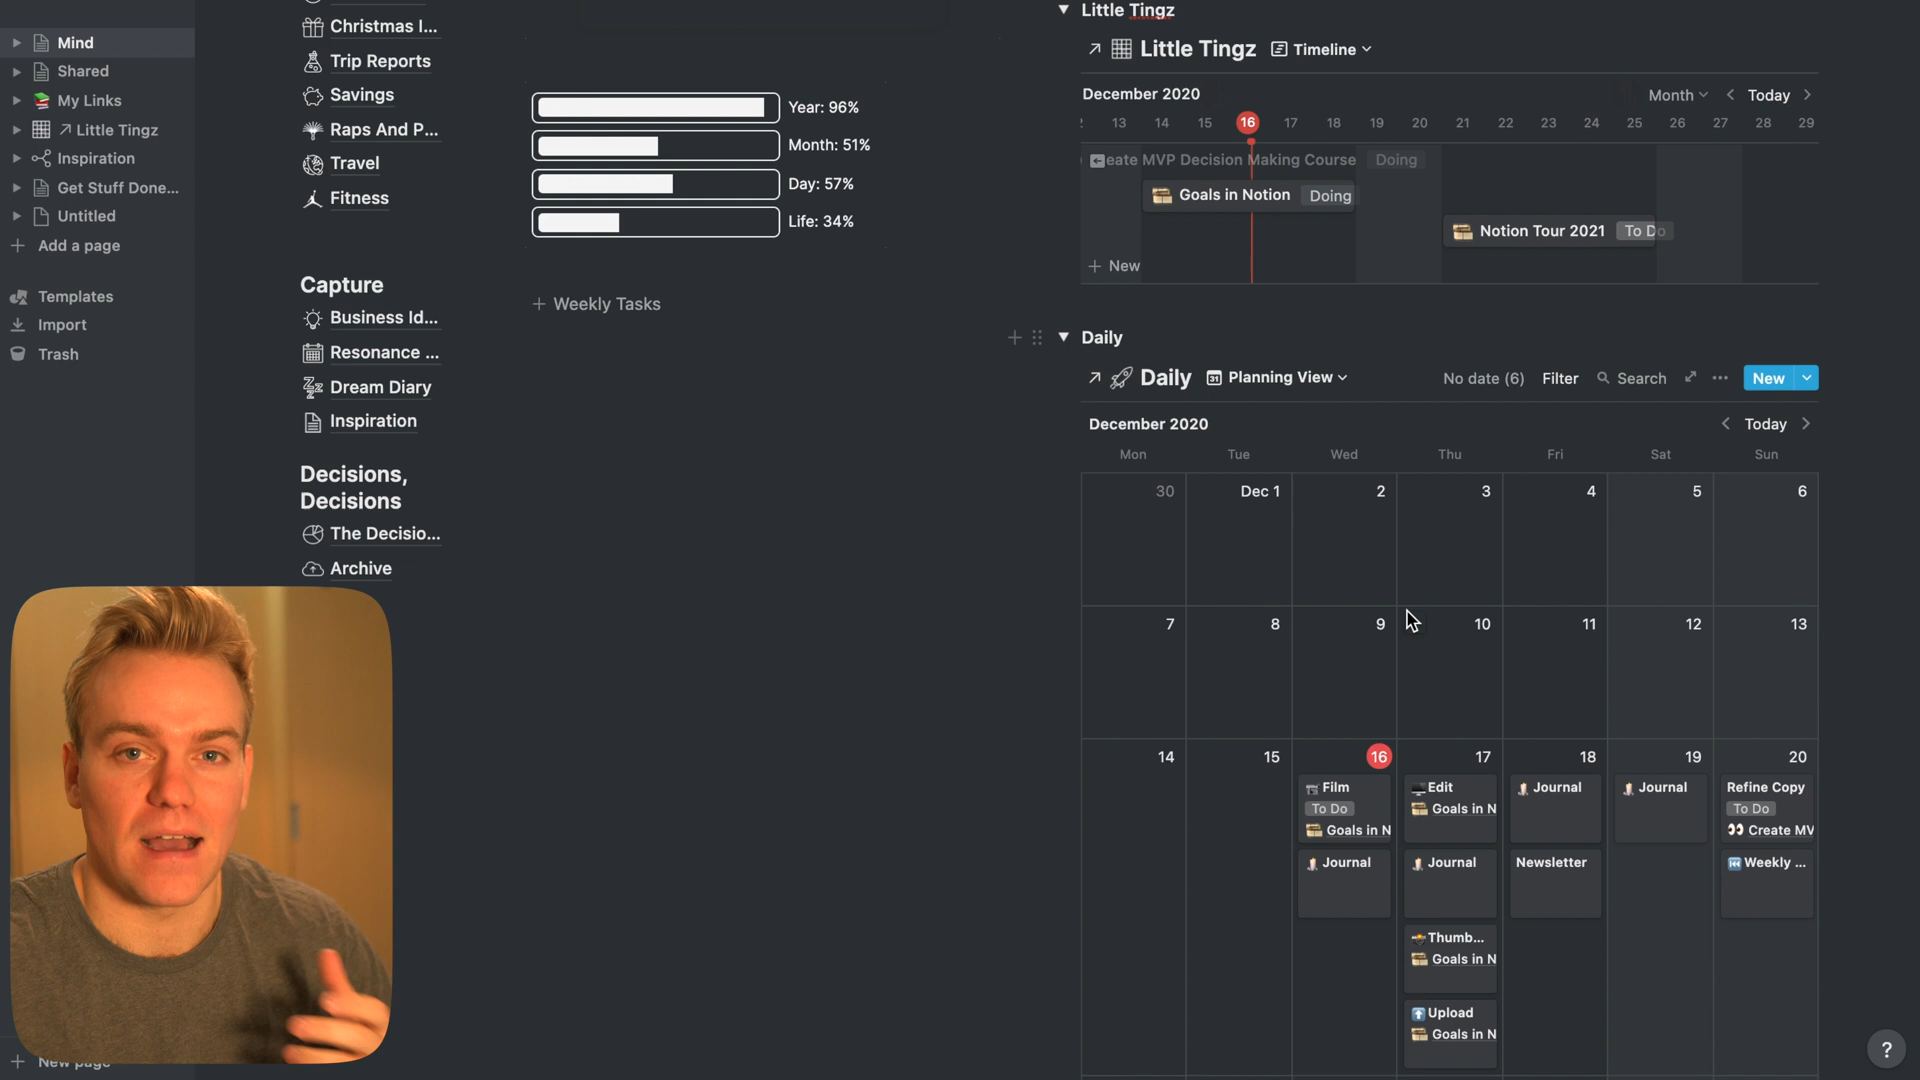 Mind
Shared
My Links
Little Tingz
Inspiration
Get Stuff Done...
Untitled
Add a page
Templates
Import
Trash
New page
Christmas I...
Trip Reports
Savings
Raps And P...
Travel
Fitness
Capture
Business Id...
Resonance ...
Dream Diary
Inspiration
Decisions,
Decisions
The Decisio...
Archive
Year: 96%
Month: 51%
Day: 57%
Life: 34%
+ Weekly Tasks
Little Tingz
Little Tingz Timeline
December 2020 Month Today
13 14 15 16 17 18 19 20 21 22 23 24 25 26 27 28 29
eate MVP Decision Making Course Doing
Goals in Notion Doing
Notion Tour 2021 To Do
+ New
Daily
Daily Planning View No date (6) Filter Search ... New
December 2020 Today
Mon Tue Wed Thu Fri Sat Sun
30 Dec 1 2 3 4 5 6
7 8 9 10 11 12 13
14 15 16 17 18 19 20
Film
To Do
Goals in N
Journal
Edit
Goals in N
Journal
Thumb...
Goals in N
Upload
Goals in N
Journal
Newsletter
Journal
Refine Copy
To Do
Create MV
Weekly ...
?